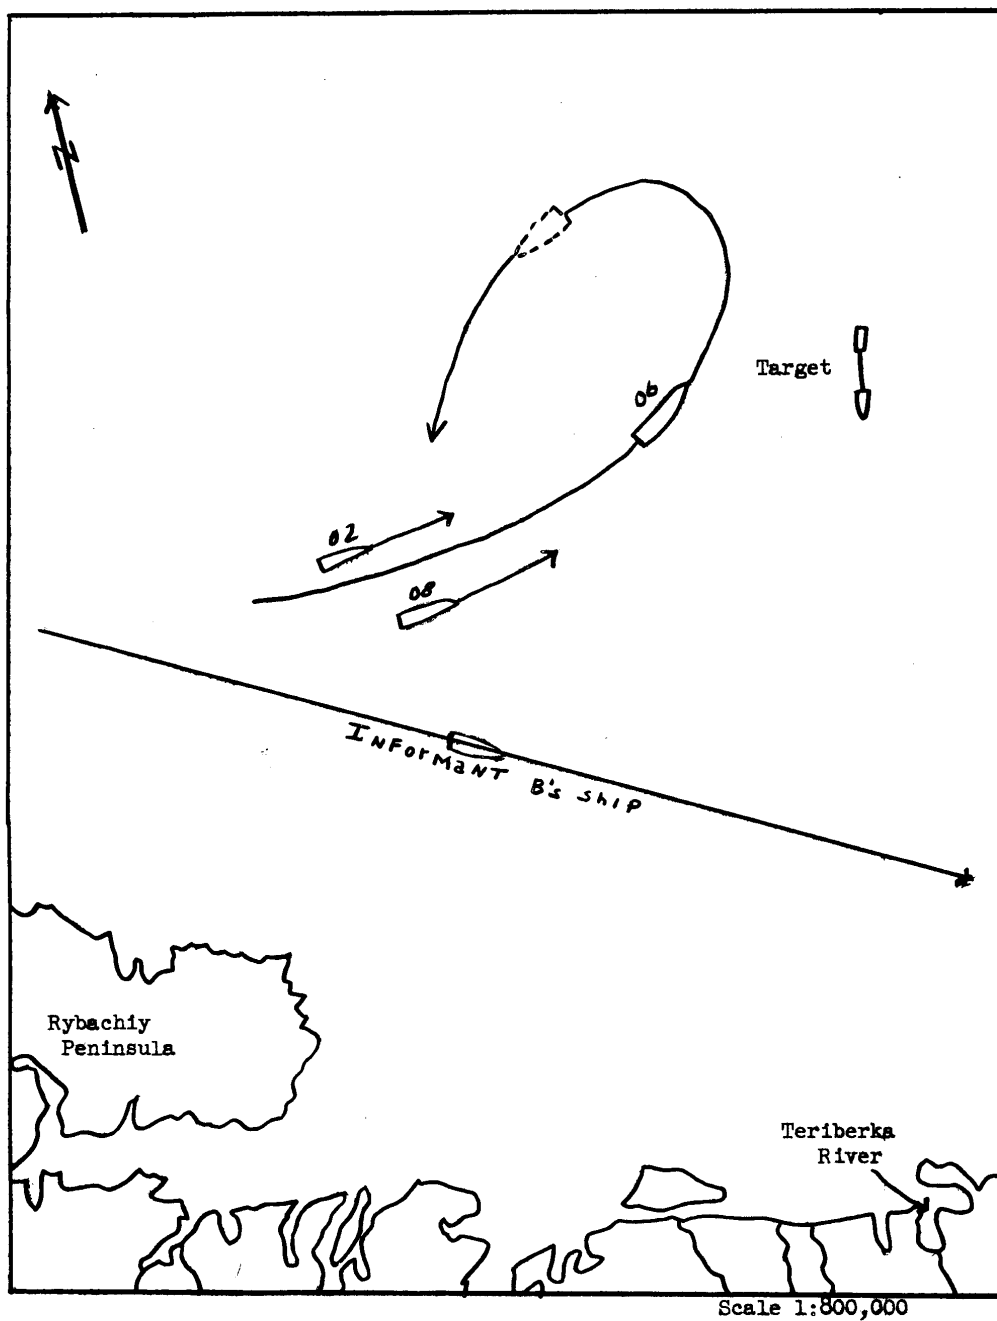 N
Target
06
02
08
INFORMANT B's ship
Rybachiy
Peninsula
Teriberka
River
Scale 1:800,000